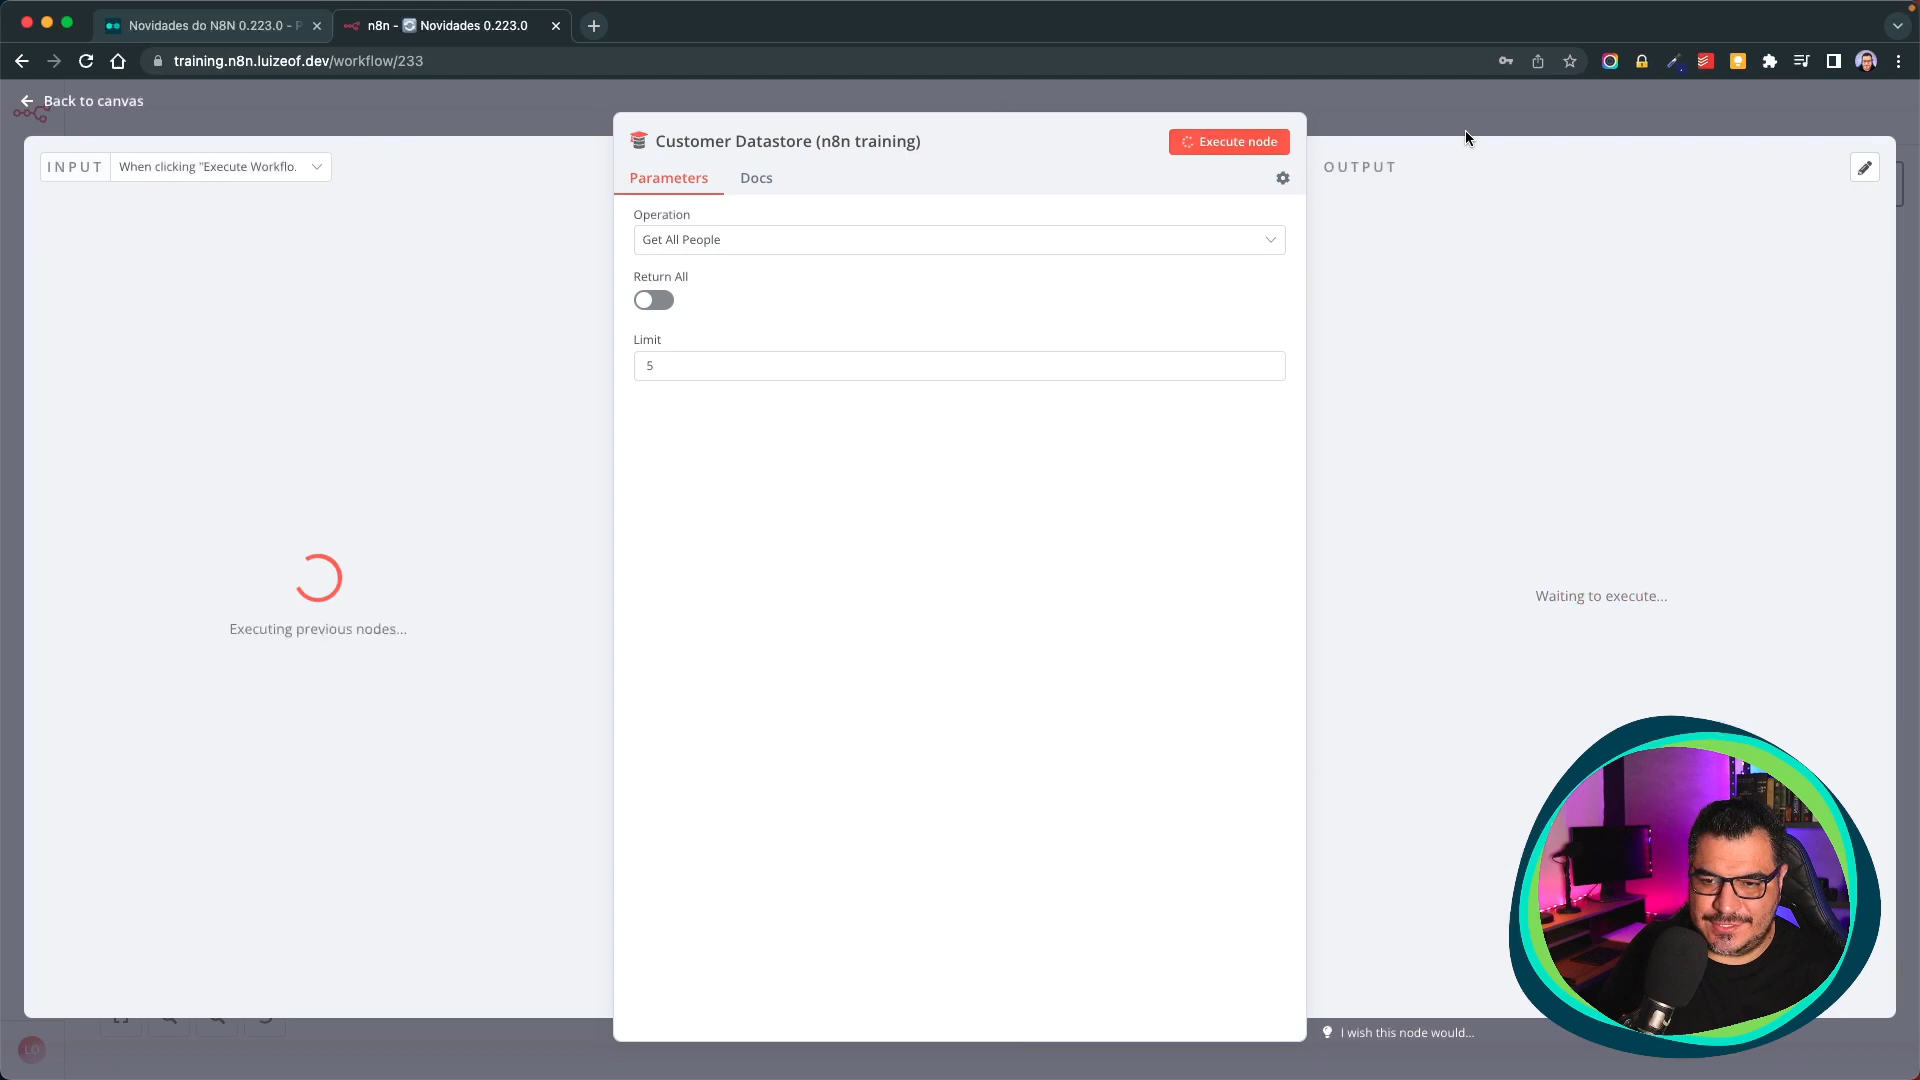 Novidades do N8N 0.223.0 - P
n8n - Novidades 0.223.0
training.n8n.luizeof.dev/workflow/233
Back to canvas
INPUT
When clicking "Execute Workflo.
Customer Datastore (n8n training)
Execute node
Parameters
Docs
Operation
Get All People
Return All
Limit
5
Executing previous nodes...
OUTPUT
Waiting to execute...
I wish this node would...
LO